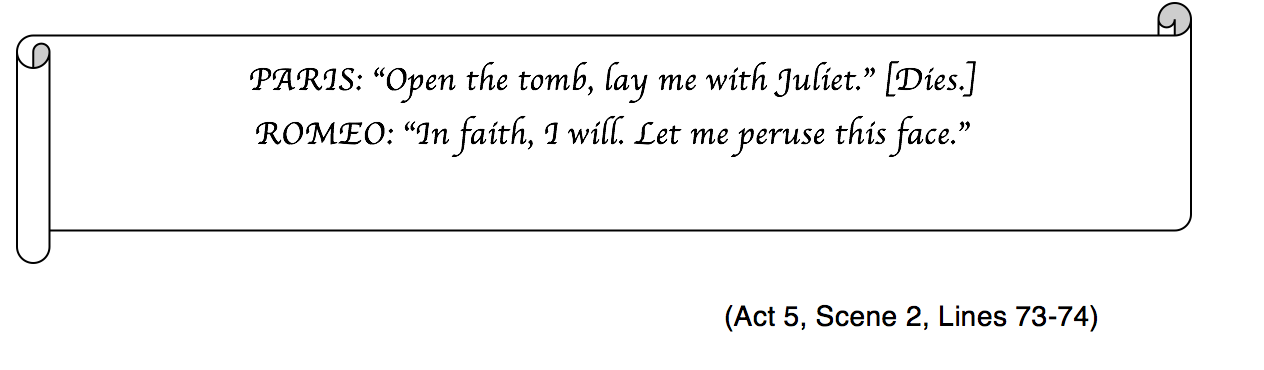 PARIS: “Open the tomb, lay me with Juliet.” [Dies.]
ROMEO: “In faith, I will. Let me peruse this face.”
(Act 5, Scene 2, Lines 73-74)